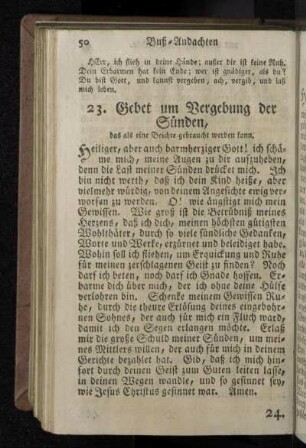 50 Buß-Andachten
HErr, ich flieh in deine Hände; außer dir ist keine Ruh.
Dein Erbarmen hat kein Ende; wer ist gnädiger, als du?
Du bist Gott, und kannst vergeben, ach, vergib, und laß
mich leben.
23. Gebet um Vergebung der
Sünden,
das als eine Beichte gebraucht werden kann.
Heiliger, aber auch barmherziger Gott! ich schä-
me mich, meine Augen zu dir aufzuheben,
denn die Last meiner Sünden drücket mich. Ich
bin nicht werth, daß ich dein Kind heiße, aber
vielmehr würdig, von deinem Angesichte ewig ver-
worfen zu werden. O! wie ängstigt mich mein
Gewissen. Wie groß ist die Betrübniß meines
Herzens, daß ich dich, meinen höchsten gütigsten
Wohlthäter, durch so viele sündliche Gedanken,
Worte und Werke, erzürnet und beleidiget habe.
Wohin soll ich fliehen, um Erquickung und Ruhe
für meinen zerschlagenen Geist zu finden? Noch
darf ich beten, noch darf ich Gnade hoffen. Er-
barme dich über mich, der ich ohne deine Hülfe
verlohren bin. Schenke meinem Gewissen Ru-
he, durch die theure Erlösung deines eingebohr-
nen Sohnes, der auch für mich ein Fluch ward,
damit ich den Segen erlangen möchte. Erlaß
mir die große Schuld meiner Sünden, um mei-
nes Mittlers willen, der auch für mich in deinem
Gerichte bezahlet hat. Gib, daß ich mich hin-
fort durch deinen Geist zum Guten leiten lasse,
in deinen Wegen wandle, und so gesinnet sey,
wie Jesus Christus gesinnet war. Amen.
24.